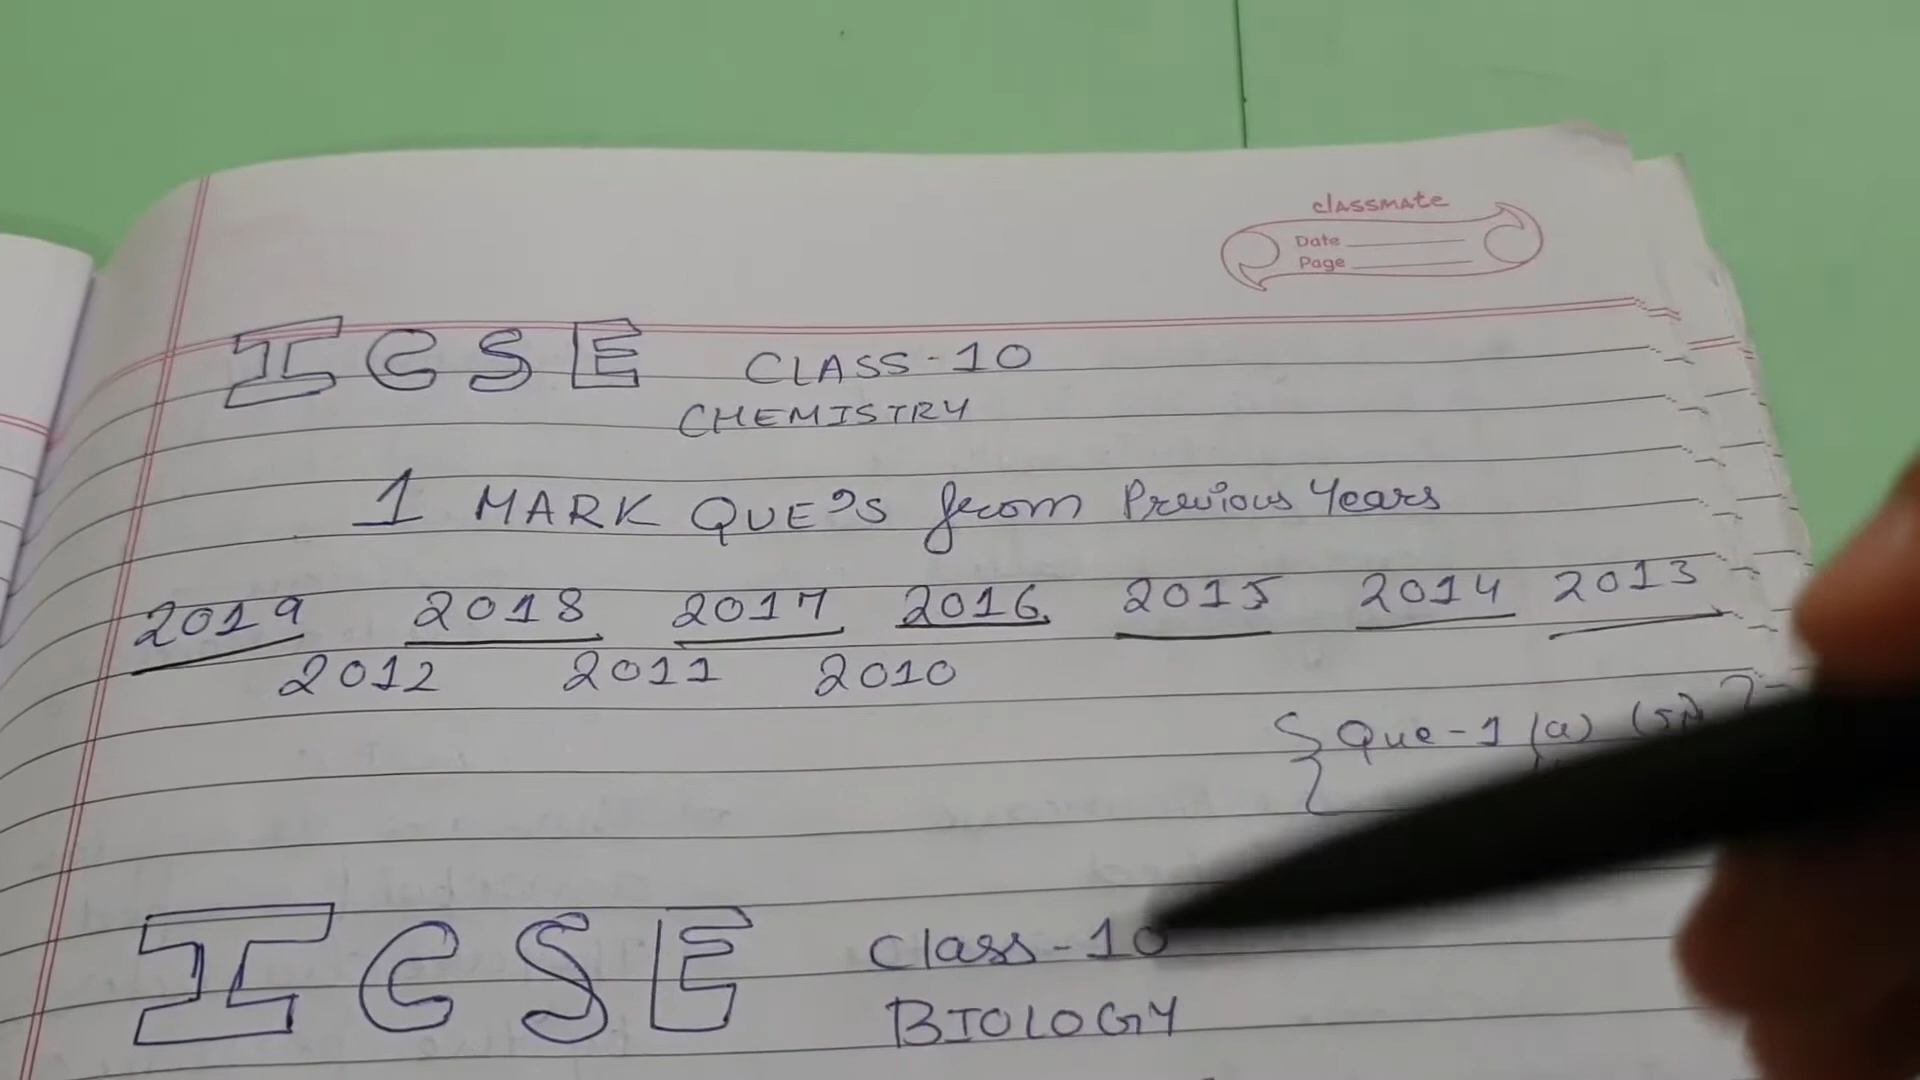 classmate
Date
Page
ICSE CLASS-10
CHEMISTRY
1 MARK QUE'S from Previous Years
2019 2018 2017 2016 2015 2014 2013
2012 2011 2010
Que-1 (a)
ICSE Class-10
BIOLOGY